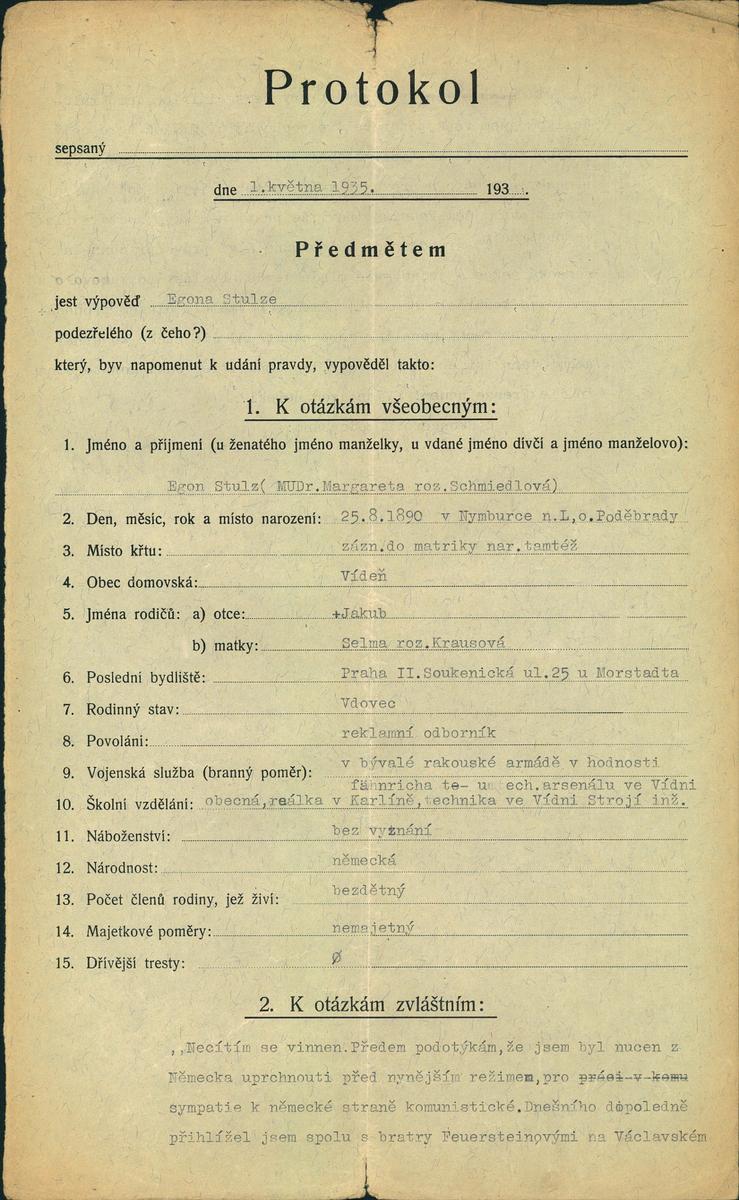 Protokol
sepsaný
dne 1.května 1935. 193 .
Předmětem
jest výpověď Egona Stulze
podezřelého (z čeho?)
který, byv napomenut k udání pravdy, vypověděl takto:
1. K otázkám všeobecným:
1. Jméno a příjmení (u ženatého jméno manželky, u vdané jméno dívčí a jméno manželovo):
Egon Stulz( MUDr.Margareta roz.Schmiedlová)
2. Den, měsíc, rok a místo narození: 25.8.1890 v Nymburce n.L,o.Poděbrady
3. Místo křtu: zázn.do matriky nar.tamtéž
4. Obec domovská: Vídeň
5. Jména rodičů: a) otce: +Jakub
b) matky: Selma roz.Krausová
6. Poslední bydliště: Praha II.Soukenická ul.25 u Morstadta
7. Rodinný stav: Vdovec
8. Povolání: reklamní odborník
9. Vojenská služba (branný poměr): v bývalé rakouské armádě v hodnosti
fähnricha te- u tech.arsenálu ve Vídni
10. Školní vzdělání: obecná,reálka v Karlíně,technika ve Vídni Strojí inž.
11. Náboženství: bez vyznání
12. Národnost: německá
13. Počet členů rodiny, jež živí: bezdětný
14. Majetkové poměry: nemajetný
15. Dřívější tresty: Ø
2. K otázkám zvláštním:
,,Necítím se vinnen.Předem podotýkám,že jsem byl nucen z
Německa uprchnouti před nynějším režimem,pro práci v komu
sympatie k německé straně komunistické.Dnešního dopoledně
přihlížel jsem spolu s bratry Feuersteinovými na Václavském